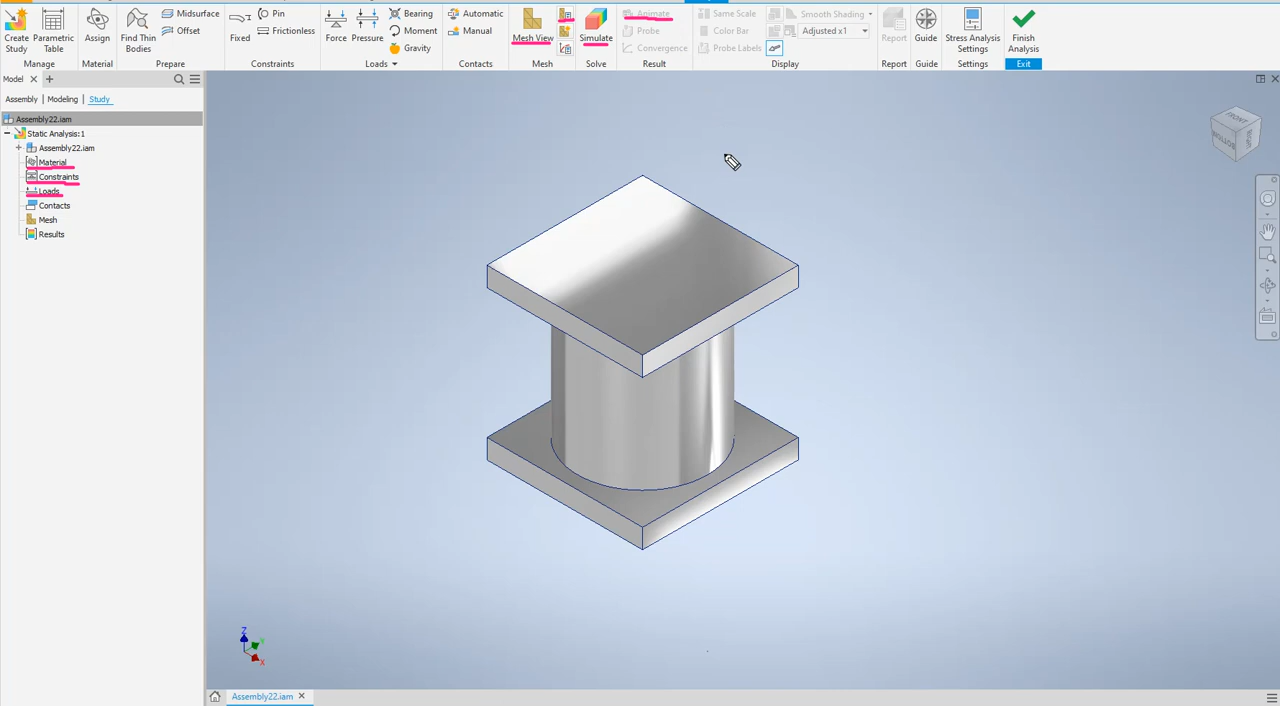 Create
Study
Parametric
Table
Manage
Assign
Material
Find Thin
Bodies
Midsurface
Offset
Prepare
Fixed
Pin
Frictionless
Constraints
Force
Pressure
Bearing
Moment
Gravity
Loads
Automatic
Manual
Contacts
Mesh View
Mesh
Simulate
Solve
Animate
Probe
Convergence
Result
Same Scale
Color Bar
Probe Labels
Smooth Shading
Adjusted x1
Display
Report
Report
Guide
Guide
Stress Analysis
Settings
Settings
Finish
Analysis
Exit
Model
Assembly
Modeling
Study
Assembly22.iam
Static Analysis:1
Assembly22.iam
Material
Constraints
Loads
Contacts
Mesh
Results
FRONT
BOTTOM
Z
Y
X
Assembly22.iam